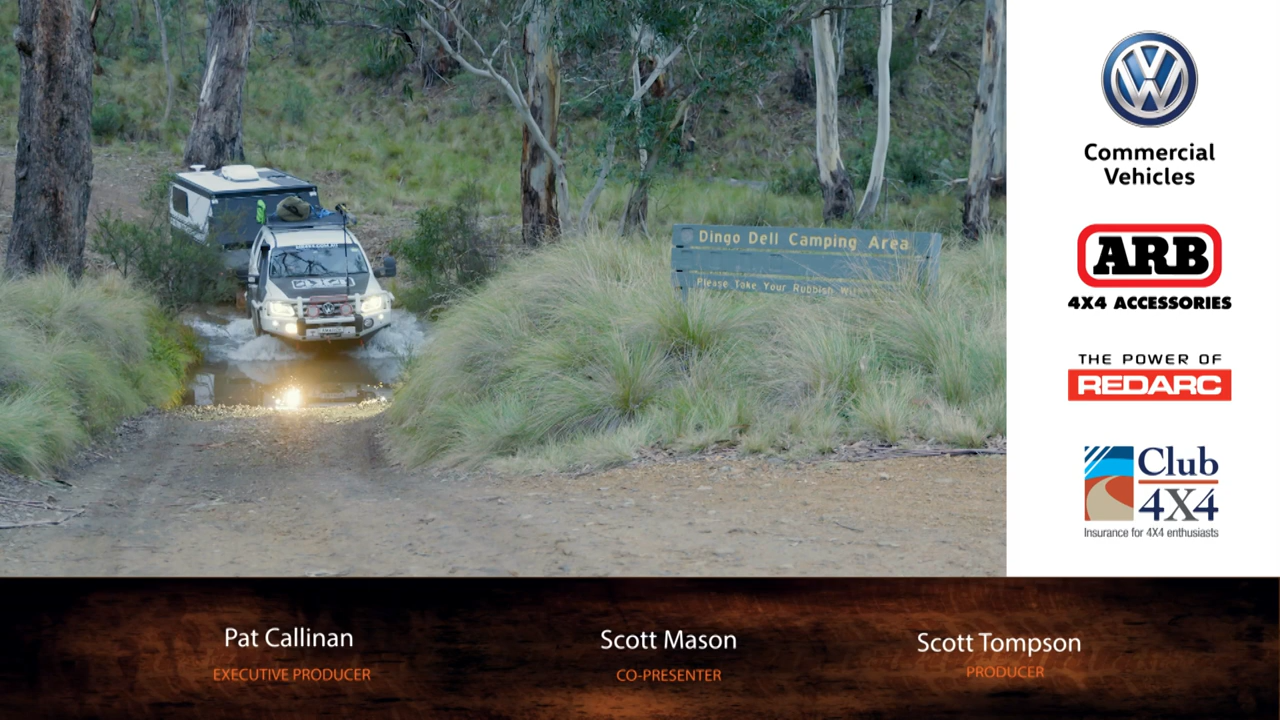 Dingo Dell Camping Area
Please Take Your Rubbish
Commercial
Vehicles
ARB
4X4 ACCESSORIES
THE POWER OF
REDARC
Club
4X4
Insurance for 4X4 enthusiasts
Pat Callinan
EXECUTIVE PRODUCER
Scott Mason
CO-PRESENTER
Scott Tompson
PRODUCER